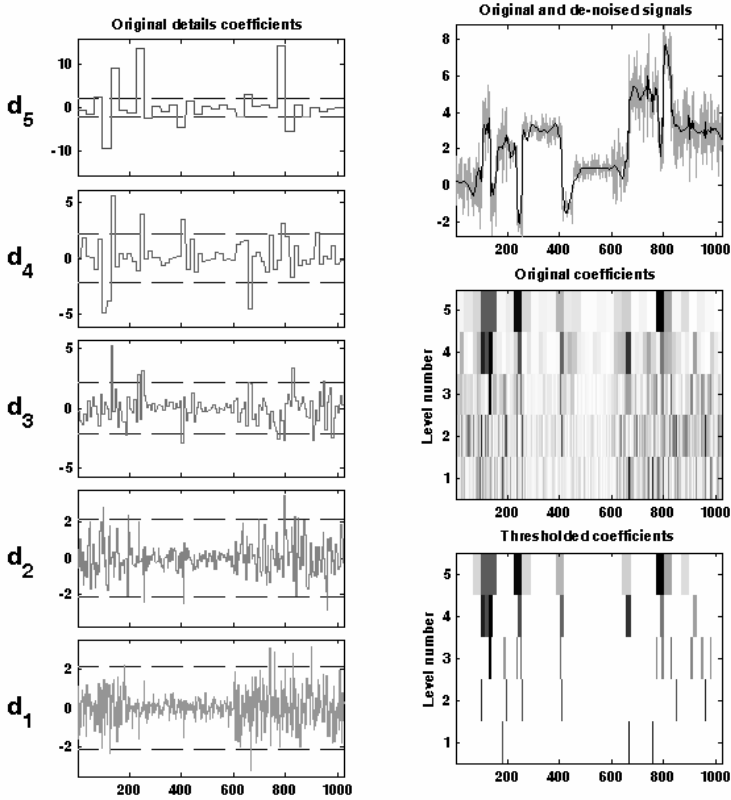 Original details coefficients
d5
15
10
0
-10
d4
5
0
-5
d3
5
0
-5
d2
2
0
-2
d1
2
0
-2
200 400 600 800 1000
Original and de-noised signals
8
6
4
2
0
-2
200 400 600 800 1000
Original coefficients
Level number
5
4
3
2
1
200 400 600 800 1000
Thresholded coefficients
Level number
5
4
3
2
1
200 400 600 800 1000